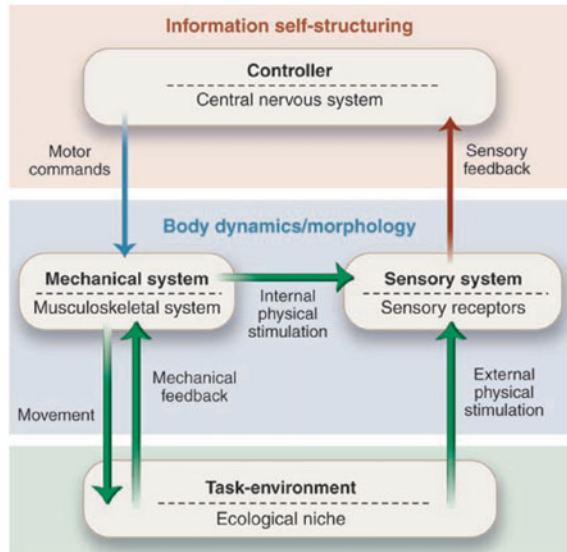 Information self-structuring
Controller
Central nervous system
Motor
commands
Sensory
feedback
Body dynamics/morphology
Mechanical system
Musculoskeletal system
Internal
physical
stimulation
Sensory system
Sensory receptors
Movement
Mechanical
feedback
External
physical
stimulation
Task-environment
Ecological niche